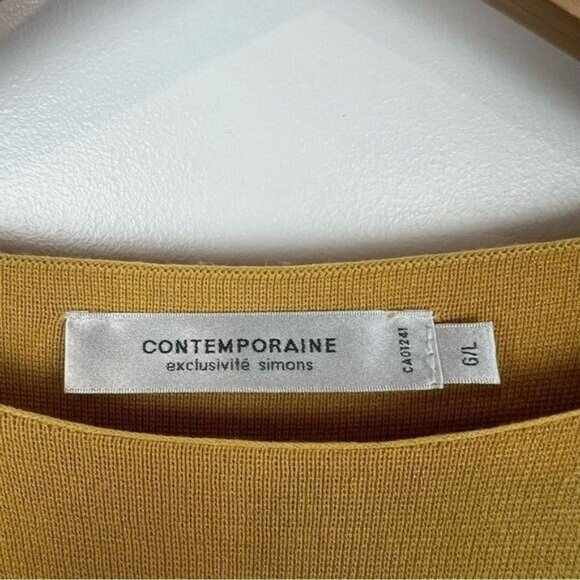 CONTEMPORAINE
exclusivité simons
CA01241
G/L